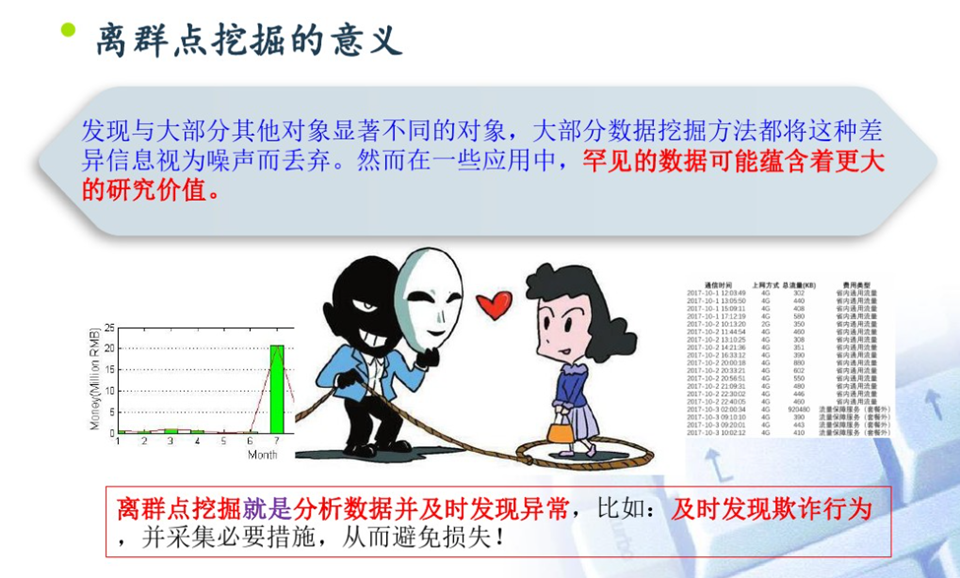 离群点挖掘的意义
发现与大部分其他对象显著不同的对象，大部分数据挖掘方法都将这种差
异信息视为噪声而丢弃。然而在一些应用中，罕见的数据可能蕴含着更大
的研究价值。
25
20
15
10
5
0
Money(Million RMB)
1 2 3 4 5 6 7
Month
通信时间 上网方式 总流量(KB) 费用类型
2017-10-1 12:03:49 4G 302 省内通用流量
2017-10-1 13:05:50 4G 440 省内通用流量
2017-10-1 15:09:11 4G 408 省内通用流量
2017-10-1 17:12:19 4G 580 省内通用流量
2017-10-2 10:13:20 2G 350 省内通用流量
2017-10-2 11:44:54 4G 460 省内通用流量
2017-10-2 13:10:25 4G 308 省内通用流量
2017-10-2 14:21:36 4G 351 省内通用流量
2017-10-2 16:33:12 4G 390 省内通用流量
2017-10-2 20:00:18 4G 880 省内通用流量
2017-10-2 20:33:21 4G 602 省内通用流量
2017-10-2 20:56:51 4G 550 省内通用流量
2017-10-2 21:09:31 4G 480 省内通用流量
2017-10-2 22:30:02 4G 446 省内通用流量
2017-10-2 22:40:05 4G 460 省内通用流量
2017-10-3 02:00:34 4G 920480 流量保障服务（套餐外）
2017-10-3 09:10:10 4G 390 流量保障服务（套餐外）
2017-10-3 09:20:01 4G 443 流量保障服务（套餐外）
2017-10-3 10:02:12 4G 410 流量保障服务（套餐外）
离群点挖掘就是分析数据并及时发现异常，比如：及时发现欺诈行为
，并采集必要措施，从而避免损失！